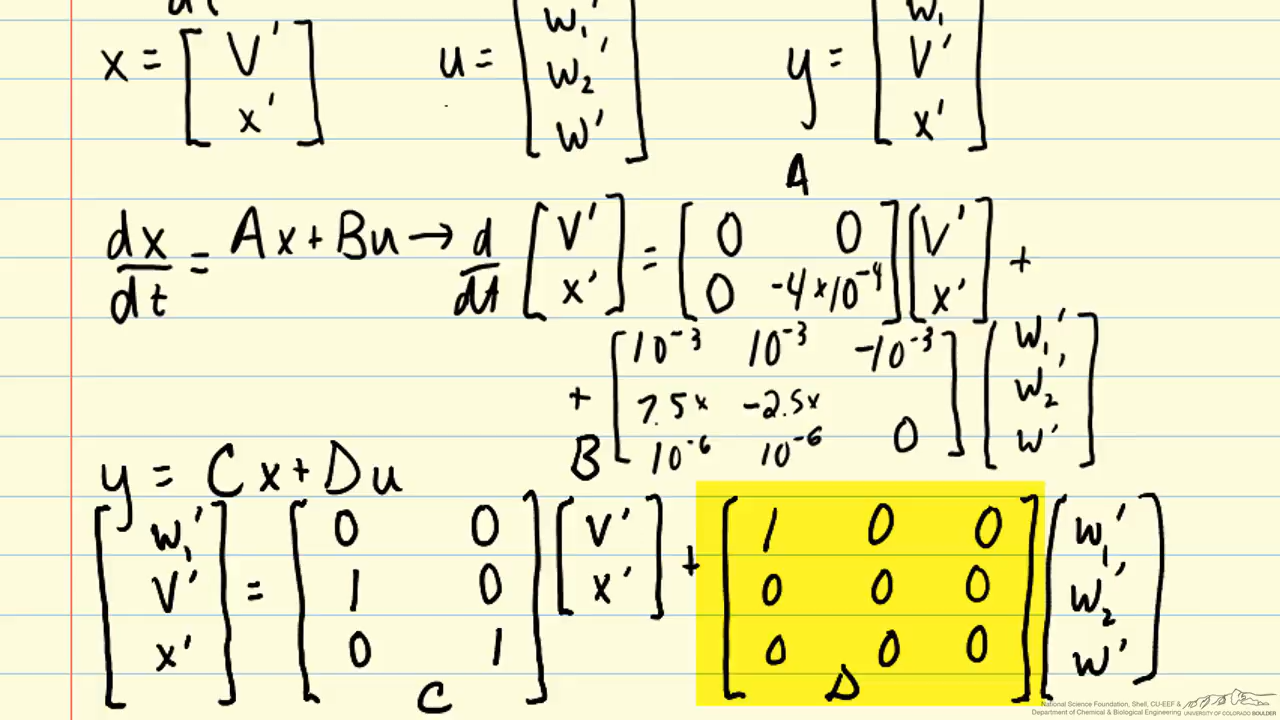 dt
x = [ V' x' ] u = [ w₁' w₂' w' ] y = [ w₁' V' x' ]
A
dx/dt = Ax + Bu → d/dt [ V' x' ] = [ 0 0 0 -4×10⁻⁴ ] [ V' x' ] +
+ [ 10⁻³ 10⁻³ -10⁻³ 7.5× 10⁻⁶ -2.5× 10⁻⁶ 0 ] [ w₁' w₂' w' ]
B
y = Cx + Du
[ w₁' V' x' ] = [ 0 0 1 0 0 1 ] [ V' x' ] + [ 1 0 0 0 0 0 0 0 0 ] [ w₁' w₂' w' ]
C D
National Science Foundation, Shell, CU-EEF &
Department of Chemical & Biological Engineering UNIVERSITY OF COLORADO BOULDER